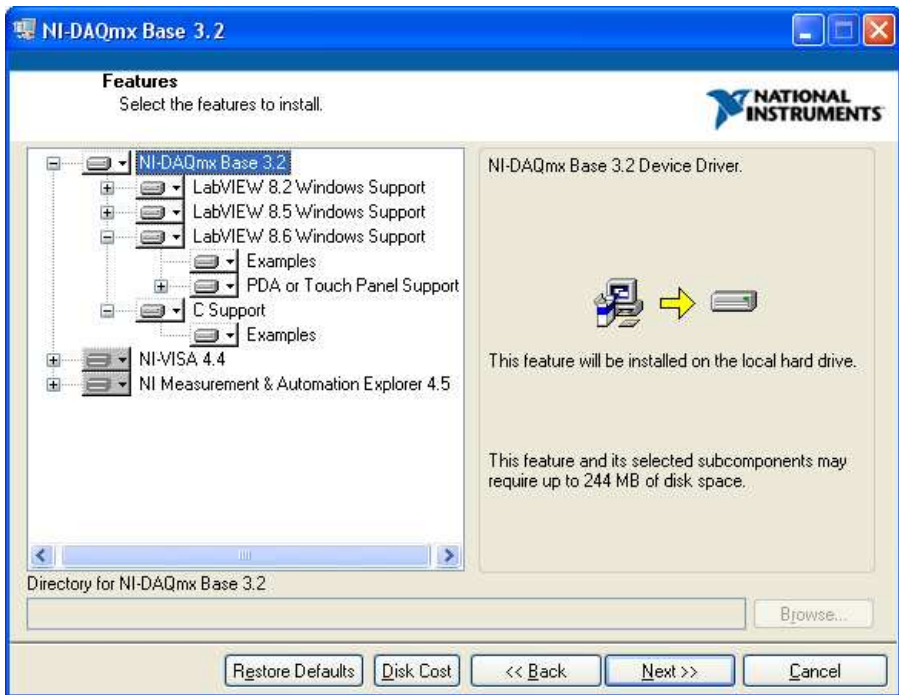 NI-DAQmx Base 3.2
Features
Select the features to install.
NATIONAL
INSTRUMENTS
NI-DAQmx Base 3.2
LabVIEW 8.2 Windows Support
LabVIEW 8.5 Windows Support
LabVIEW 8.6 Windows Support
Examples
PDA or Touch Panel Support
C Support
Examples
NI-VISA 4.4
NI Measurement & Automation Explorer 4.5
NI-DAQmx Base 3.2 Device Driver.
This feature will be installed on the local hard drive.
This feature and its selected subcomponents may
require up to 244 MB of disk space.
Directory for NI-DAQmx Base 3.2
Browse...
Restore Defaults
Disk Cost
<< Back
Next >>
Cancel